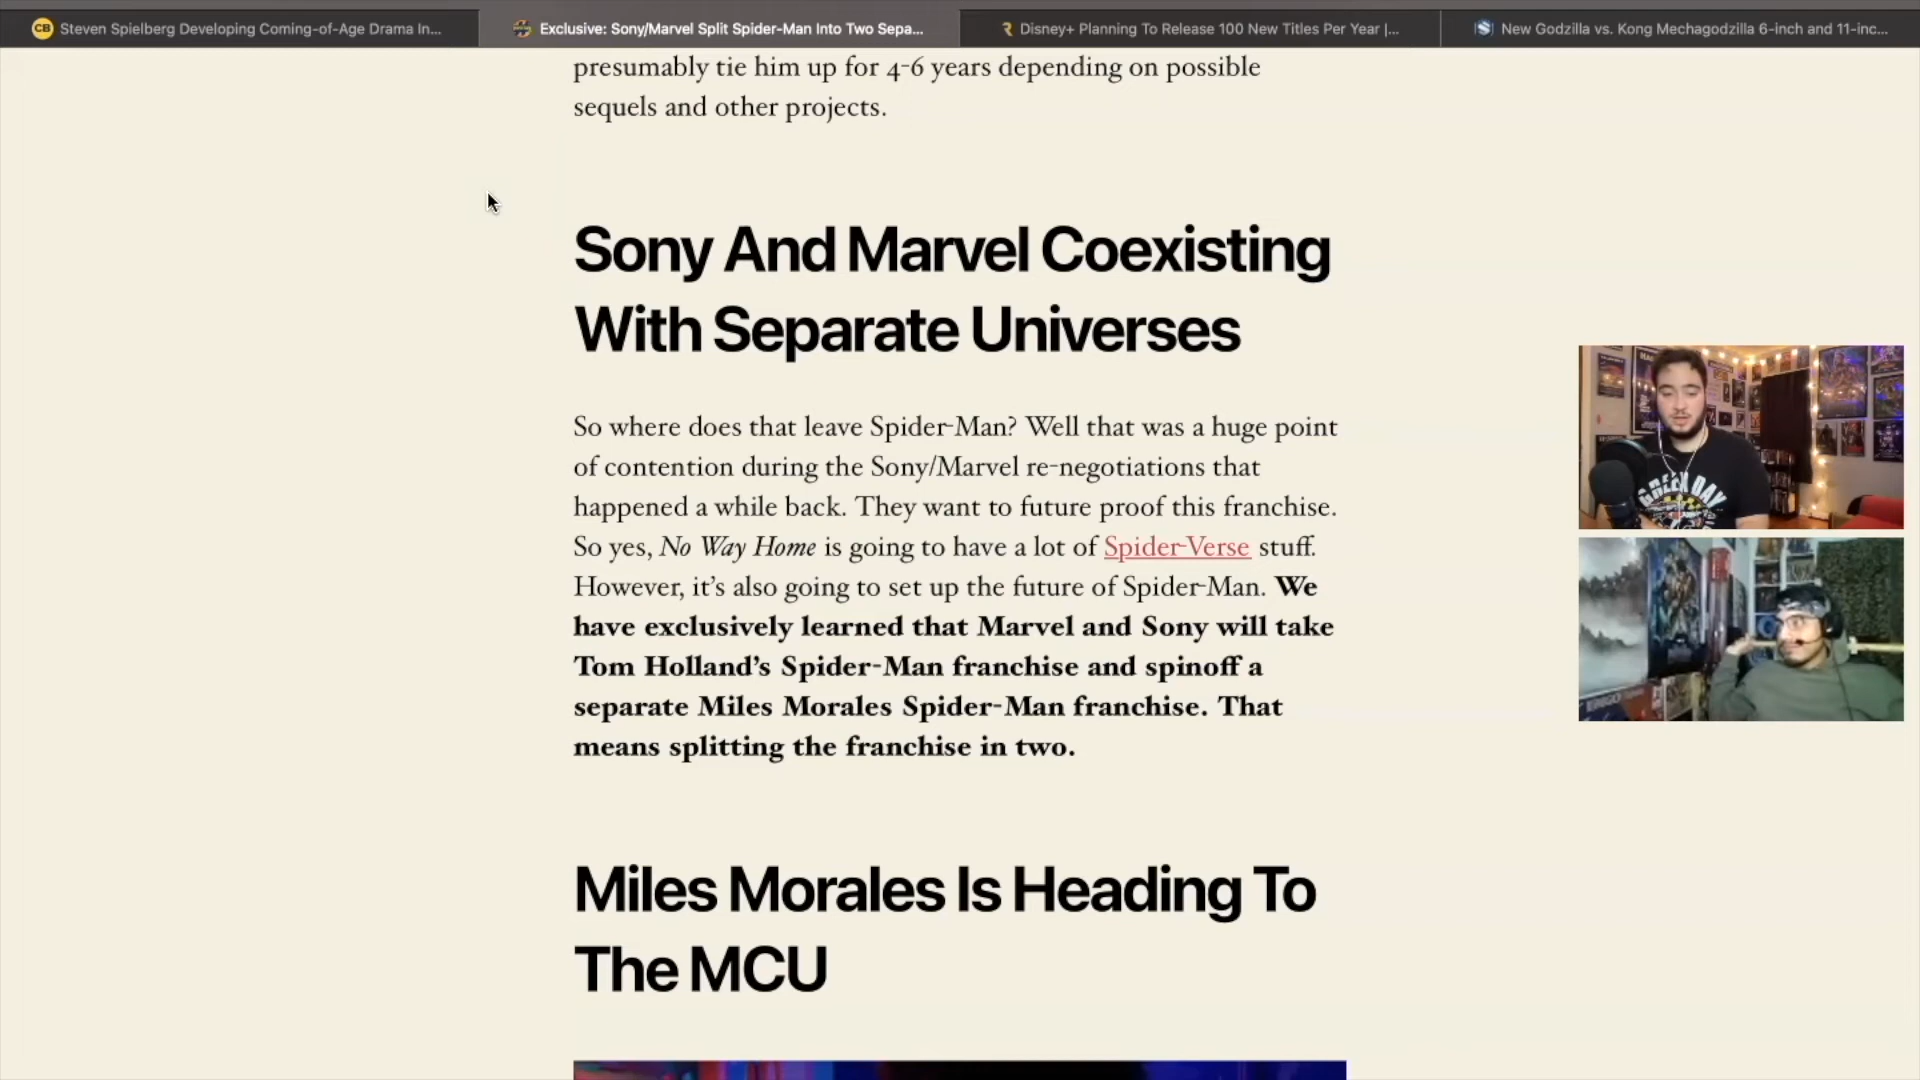 Steven Spielberg Developing Coming-of-Age Drama In...
Exclusive: Sony/Marvel Split Spider-Man Into Two Sepa...
Disney+ Planning To Release 100 New Titles Per Year |...
New Godzilla vs. Kong Mechagodzilla 6-inch and 11-inc...
presumably tie him up for 4-6 years depending on possible
sequels and other projects.
Sony And Marvel Coexisting
With Separate Universes
So where does that leave Spider-Man? Well that was a huge point
of contention during the Sony/Marvel re-negotiations that
happened a while back. They want to future proof this franchise.
So yes, No Way Home is going to have a lot of Spider-Verse stuff.
However, it’s also going to set up the future of Spider-Man. We
have exclusively learned that Marvel and Sony will take
Tom Holland’s Spider-Man franchise and spinoff a
separate Miles Morales Spider-Man franchise. That
means splitting the franchise in two.
Miles Morales Is Heading To
The MCU
CB
GREEN DAY